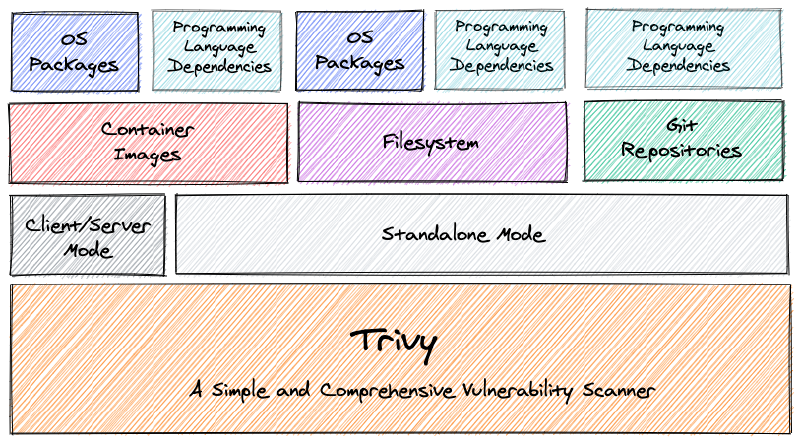 OS
Packages
Programming
Language
Dependencies
OS
Packages
Programming
Language
Dependencies
Programming
Language
Dependencies
Container
Images
Filesystem
Git
Repositories
Client/Server
Mode
Standalone Mode
Trivy
A Simple and Comprehensive Vulnerability Scanner